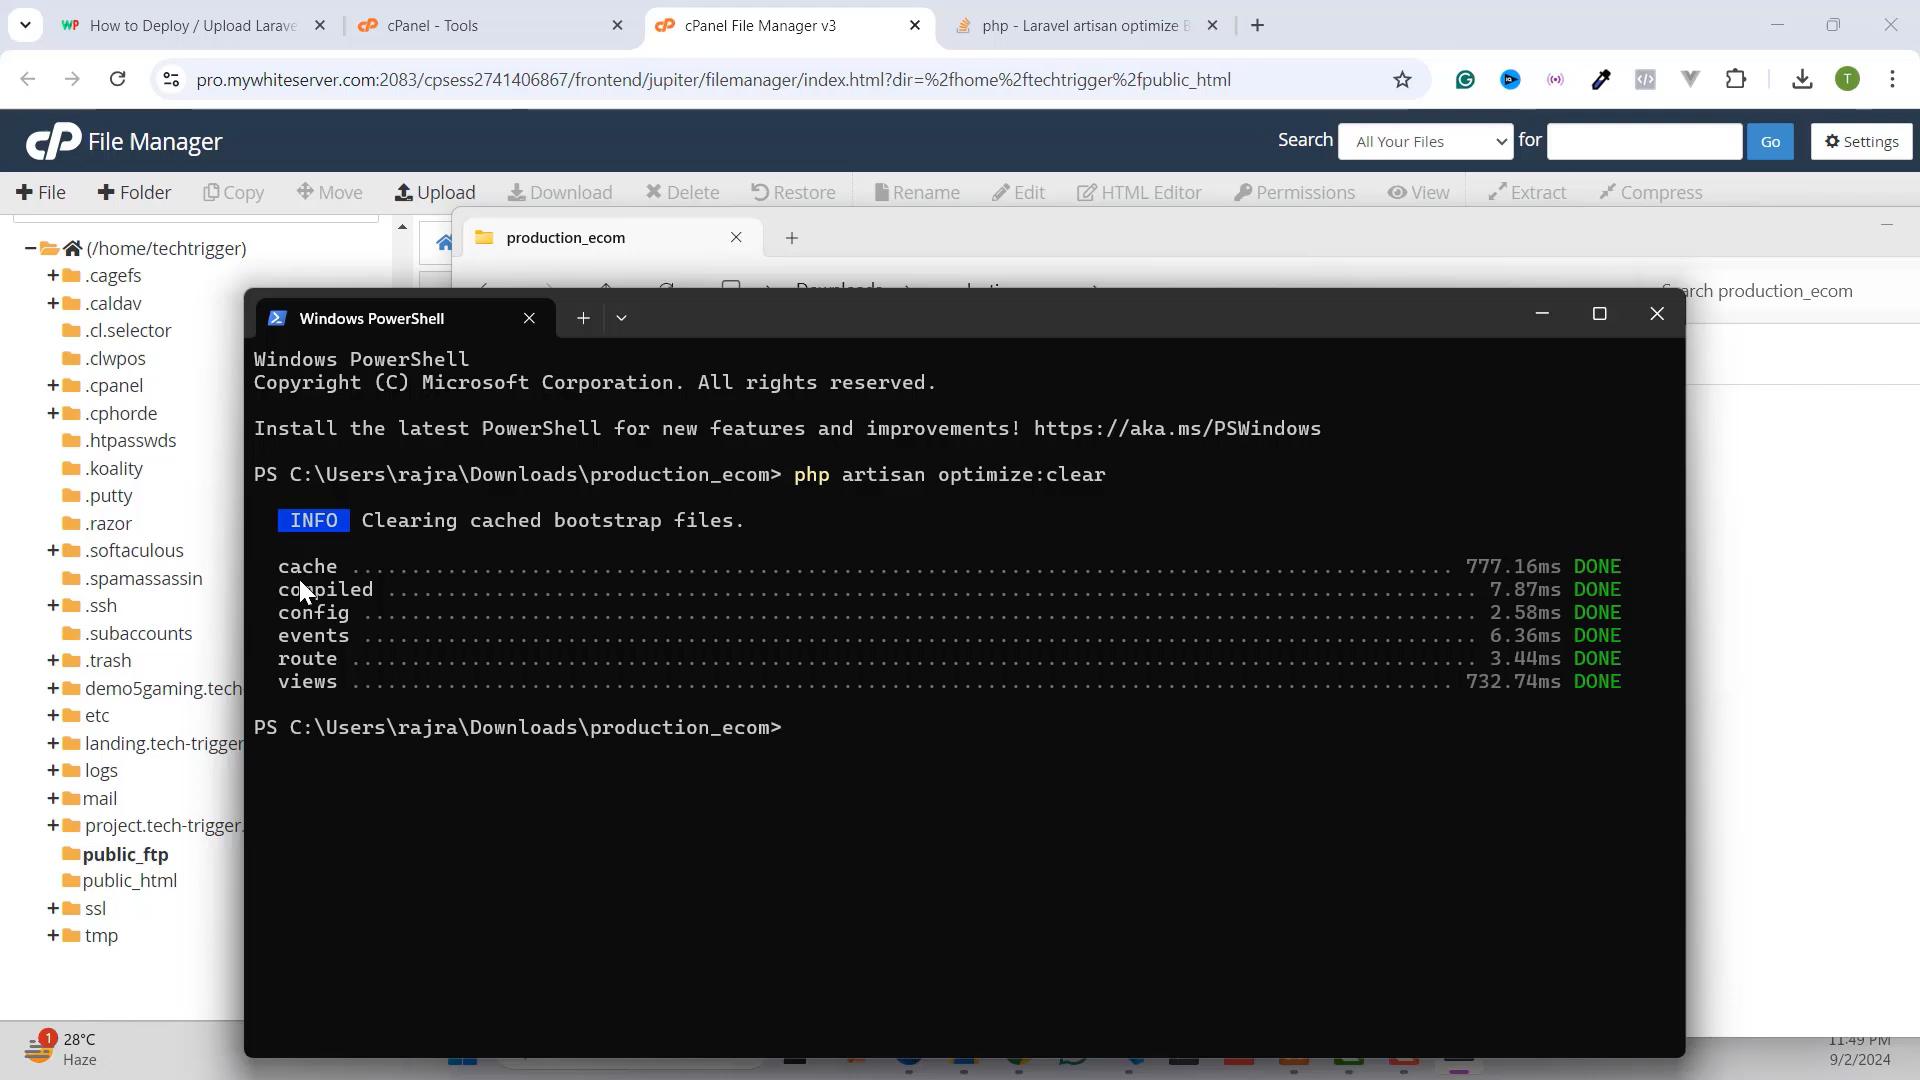 How to Deploy / Upload Larave
cPanel - Tools
cPanel File Manager v3
php - Laravel artisan optimize B
pro.mywhiteserver.com:2083/cpsess2741406867/frontend/jupiter/filemanager/index.html?dir=%2fhome%2ftechtrigger%2fpublic_html
T
cP File Manager
Search All Your Files for Go Settings
File Folder Copy Move Upload Download Delete Restore Rename Edit HTML Editor Permissions View Extract Compress
(/home/techtrigger)
.cagefs
.caldav
.cl.selector
.clwpos
.cpanel
.cphorde
.htpasswds
.koality
.putty
.razor
.softaculous
.spamassassin
.ssh
.subaccounts
.trash
demo5gaming.tech-
etc
landing.tech-trigger
logs
mail
project.tech-trigger.
public_ftp
public_html
ssl
tmp
production_ecom
Search production_ecom
Windows PowerShell
Windows PowerShell
Copyright (C) Microsoft Corporation. All rights reserved.
Install the latest PowerShell for new features and improvements! https://aka.ms/PSWindows
PS C:\Users\rajra\Downloads\production_ecom> php artisan optimize:clear
INFO Clearing cached bootstrap files.
cache ........................................................................................... 777.16ms DONE
compiled .......................................................................................... 7.87ms DONE
config ............................................................................................ 2.58ms DONE
events ............................................................................................ 6.36ms DONE
route ............................................................................................. 3.44ms DONE
views ........................................................................................... 732.74ms DONE
PS C:\Users\rajra\Downloads\production_ecom>
1
28°C
Haze
11:49 PM
9/2/2024